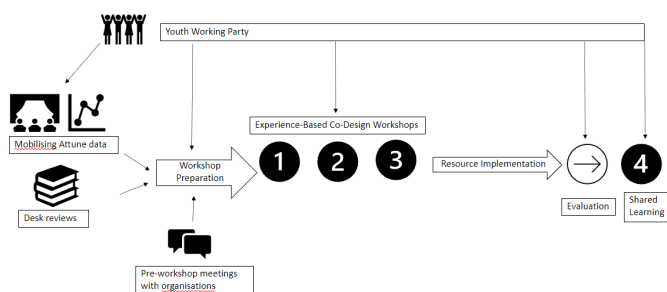 Youth Working Party
Mobilising Attune data
Experience-Based Co-Design Workshops
Workshop
Preparation
1
2
3
Resource Implementation
4
Desk reviews
Evaluation
Shared
Learning
Pre-workshop meetings
with organisations